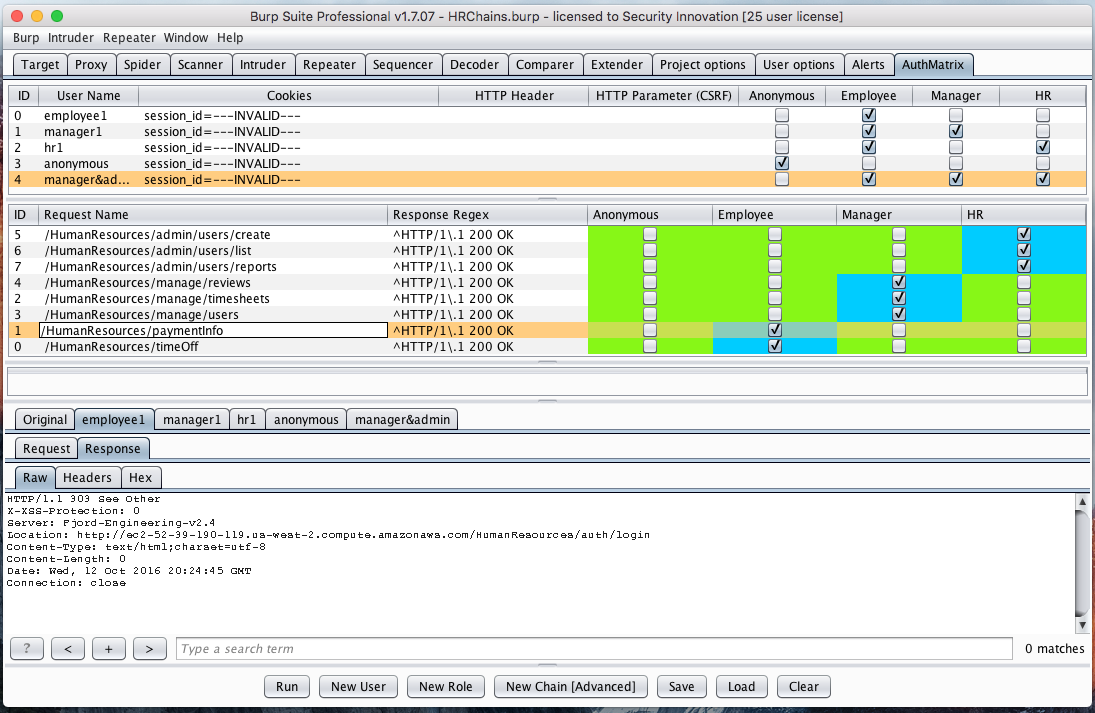 Burp Suite Professional v1.7.07 - HRChains.burp - licensed to Security Innovation [25 user license]
Burp Intruder Repeater Window Help
Target Proxy Spider Scanner Intruder Repeater Sequencer Decoder Comparer Extender Project options User options Alerts AuthMatrix
ID User Name Cookies HTTP Header HTTP Parameter (CSRF) Anonymous Employee Manager HR
0 employee1 session_id=---INVALID---
1 manager1 session_id=---INVALID---
2 hr1 session_id=---INVALID---
3 anonymous session_id=---INVALID---
4 manager&ad... session_id=---INVALID---
ID Request Name Response Regex Anonymous Employee Manager HR
5 /HumanResources/admin/users/create ^HTTP/1\.1 200 OK
6 /HumanResources/admin/users/list ^HTTP/1\.1 200 OK
7 /HumanResources/admin/users/reports ^HTTP/1\.1 200 OK
4 /HumanResources/manage/reviews ^HTTP/1\.1 200 OK
2 /HumanResources/manage/timesheets ^HTTP/1\.1 200 OK
3 /HumanResources/manage/users ^HTTP/1\.1 200 OK
1 /HumanResources/paymentInfo ^HTTP/1\.1 200 OK
0 /HumanResources/timeOff ^HTTP/1\.1 200 OK
Original employee1 manager1 hr1 anonymous manager&admin
Request Response
Raw Headers Hex
HTTP/1.1 303 See Other
X-XSS-Protection: 0
Server: Fjord-Engineering-v2.4
Location: http://ec2-52-39-190-119.us-west-2.compute.amazonaws.com/HumanResources/auth/login
Content-Type: text/html;charset=utf-8
Content-Length: 0
Date: Wed, 12 Oct 2016 20:24:45 GMT
Connection: close
? < + > Type a search term 0 matches
Run New User New Role New Chain [Advanced] Save Load Clear